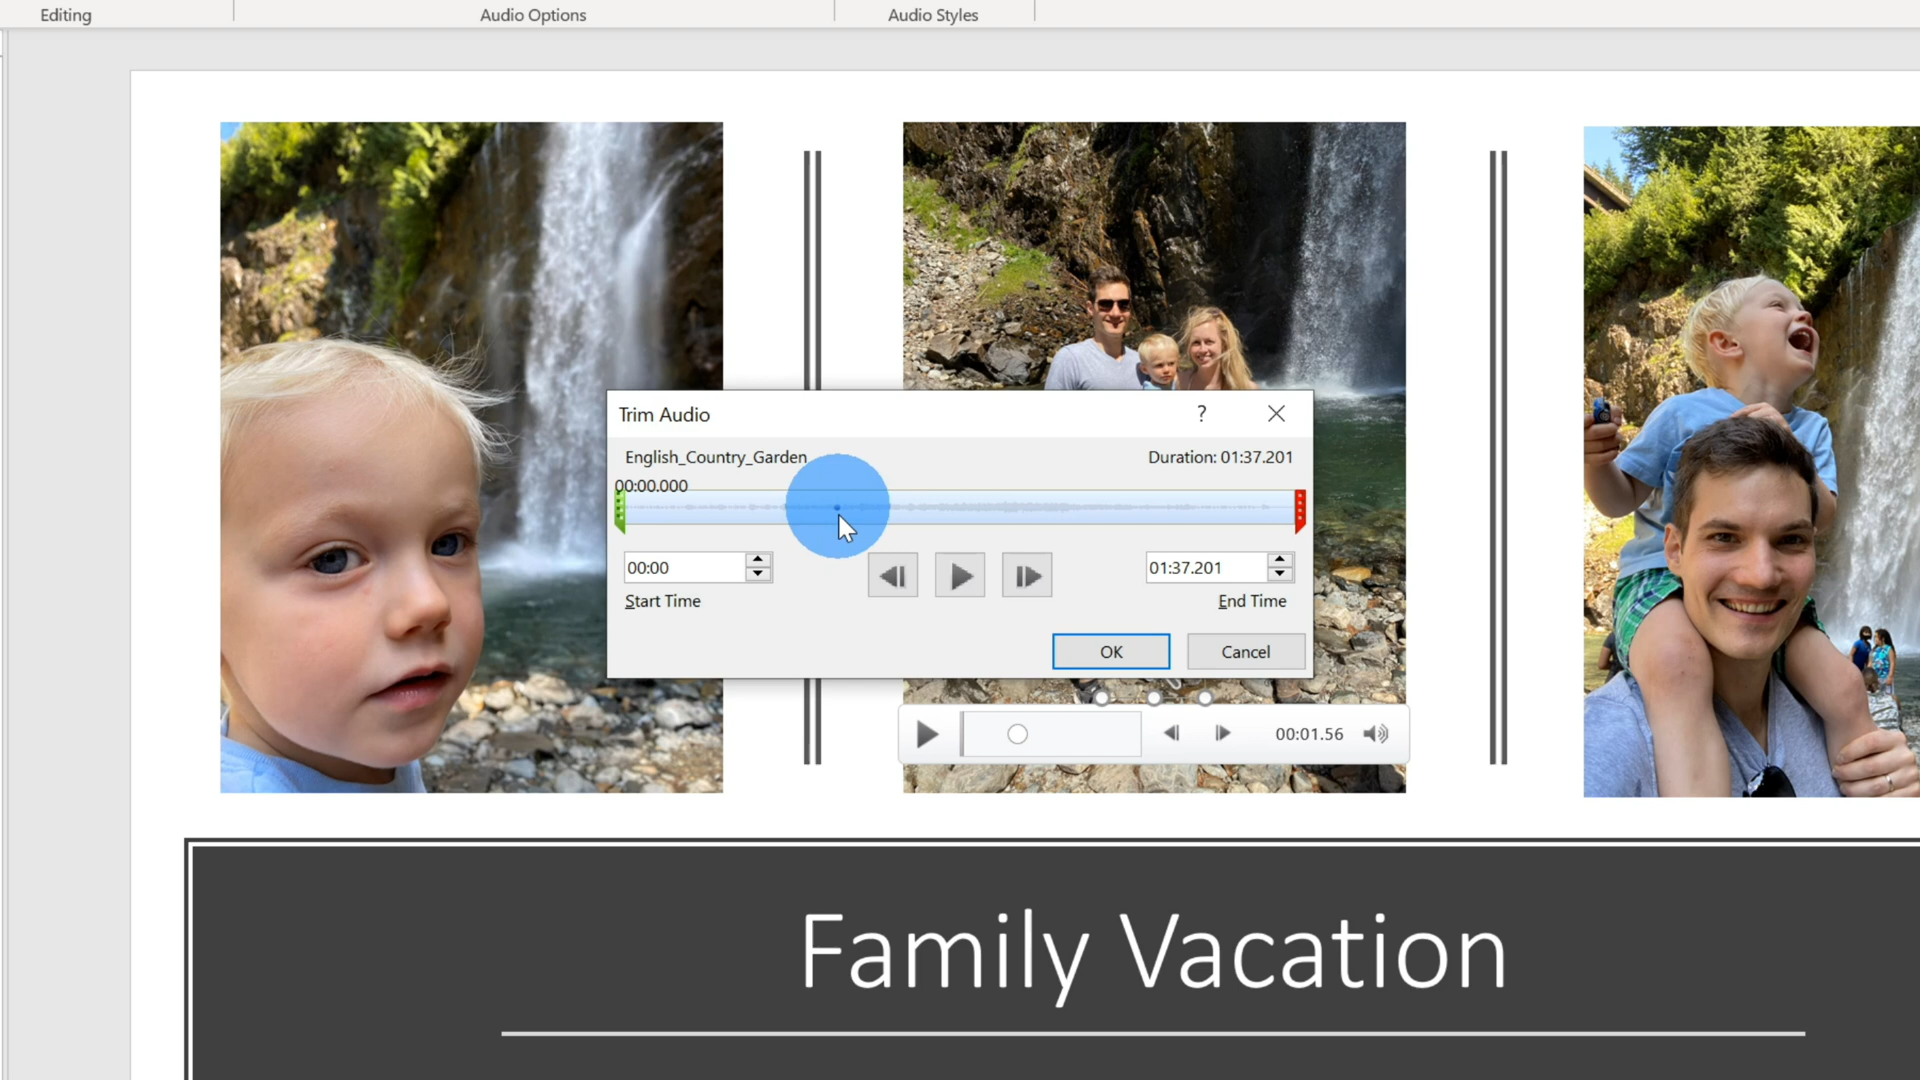 Editing
Audio Options
Audio Styles
Trim Audio
?
English_Country_Garden
Duration: 01:37.201
00:00.000
00:00
01:37.201
Start Time
End Time
OK
Cancel
00:01.56
Family Vacation